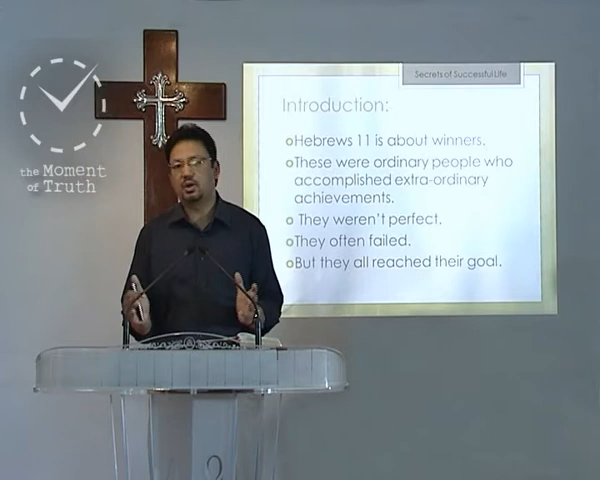 the Moment
of Truth
Secrets of Successful Life
Introduction:
Hebrews 11 is about winners.
These were ordinary people who
accomplished extra-ordinary
achievements.
They weren't perfect.
They often failed.
But they all reached their goal.